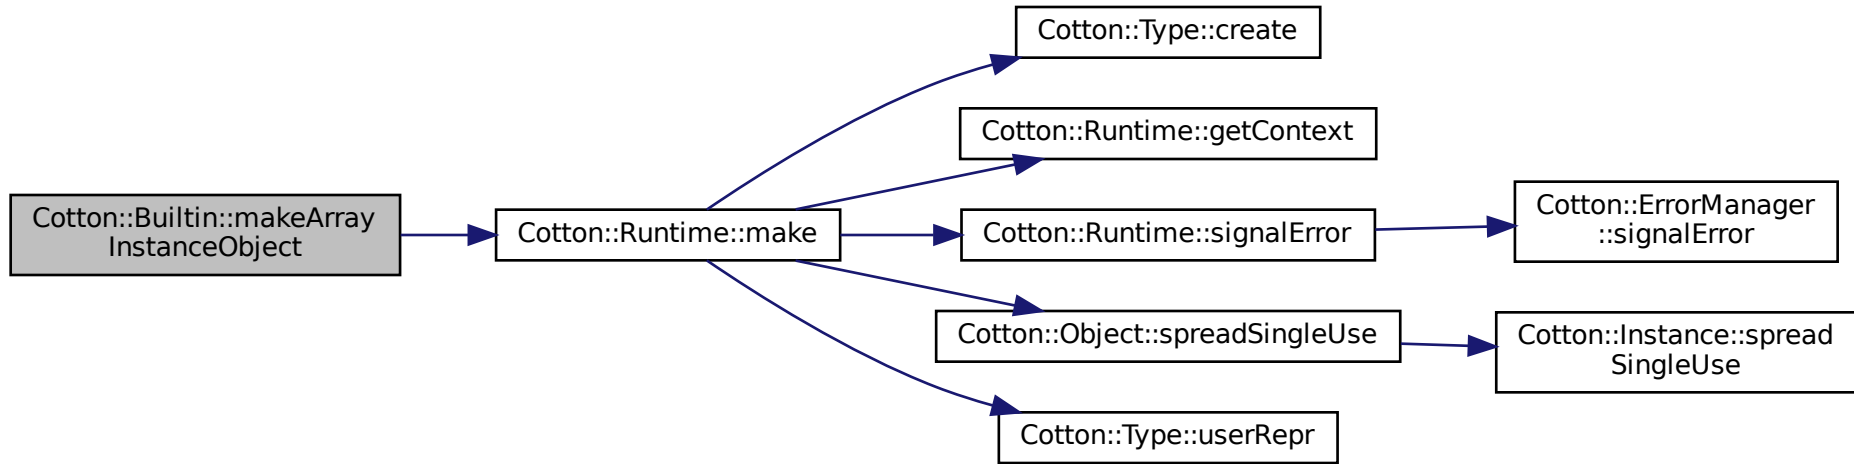 Cotton::Builtin::makeArray
InstanceObject
Cotton::Runtime::make
Cotton::Type::create
Cotton::Runtime::getContext
Cotton::Runtime::signalError
Cotton::ErrorManager
::signalError
Cotton::Object::spreadSingleUse
Cotton::Instance::spread
SingleUse
Cotton::Type::userRepr